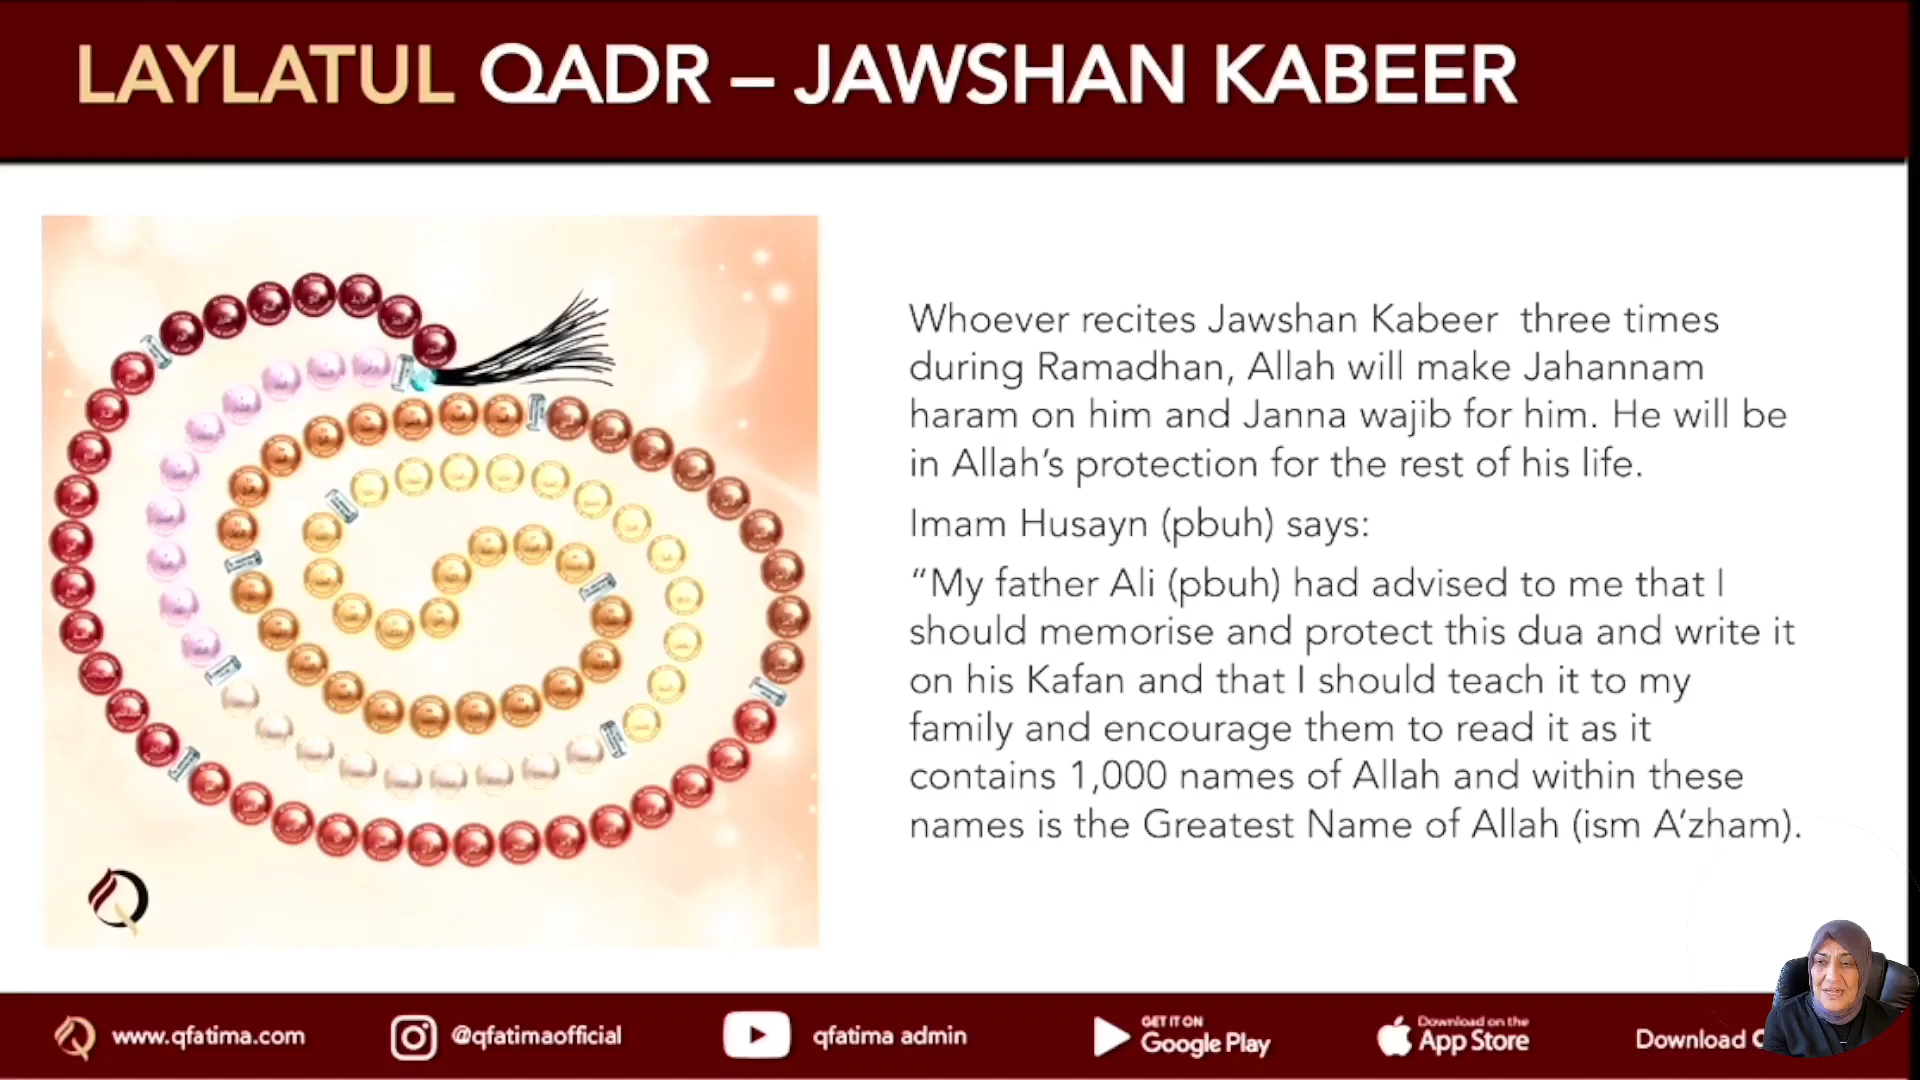 LAYLATUL QADR – JAWSHAN KABEER
Whoever recites Jawshan Kabeer three times
during Ramadhan, Allah will make Jahannam
haram on him and Janna wajib for him. He will be
in Allah's protection for the rest of his life.
Imam Husayn (pbuh) says:
“My father Ali (pbuh) had advised to me that I
should memorise and protect this dua and write it
on his Kafan and that I should teach it to my
family and encourage them to read it as it
contains 1,000 names of Allah and within these
names is the Greatest Name of Allah (ism A'zham).
www.qfatima.com
@qfatimaofficial
qfatima admin
GET IT ON
Google Play
Download on the
App Store
Download